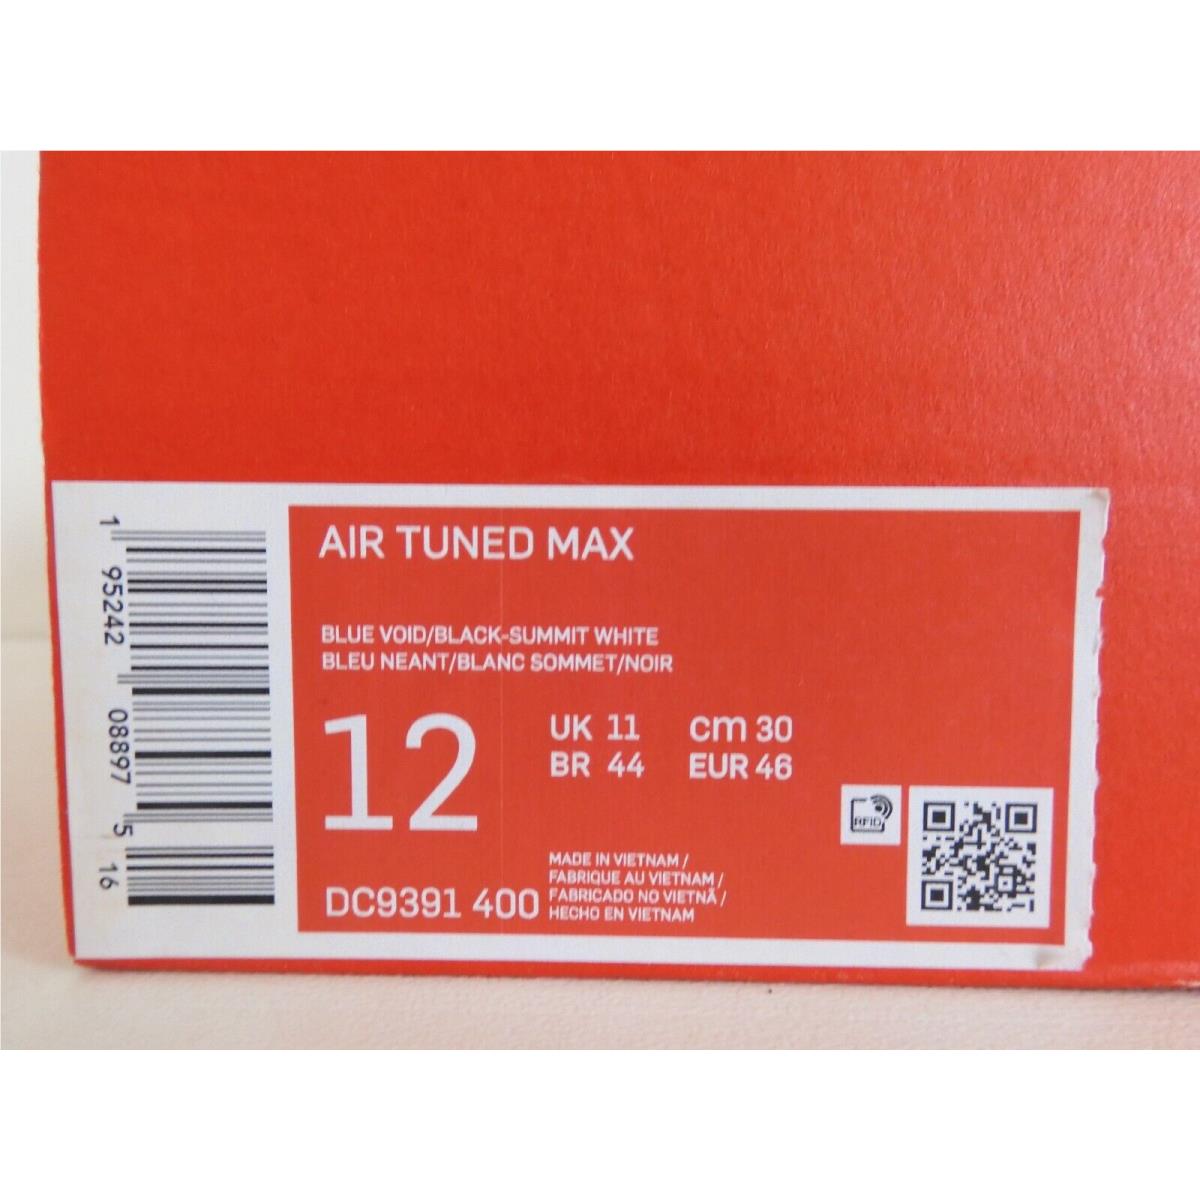 AIR TUNED MAX
BLUE VOID/BLACK-SUMMIT WHITE
BLEU NEANT/BLANC SOMMET/NOIR
12
UK 11 cm 30
BR 44 EUR 46
DC9391 400
MADE IN VIETNAM /
FABRIQUE AU VIETNAM /
FABRICADO NO VIETNÃ /
HECHO EN VIETNAM
RFID
1 95242 08897 5 16